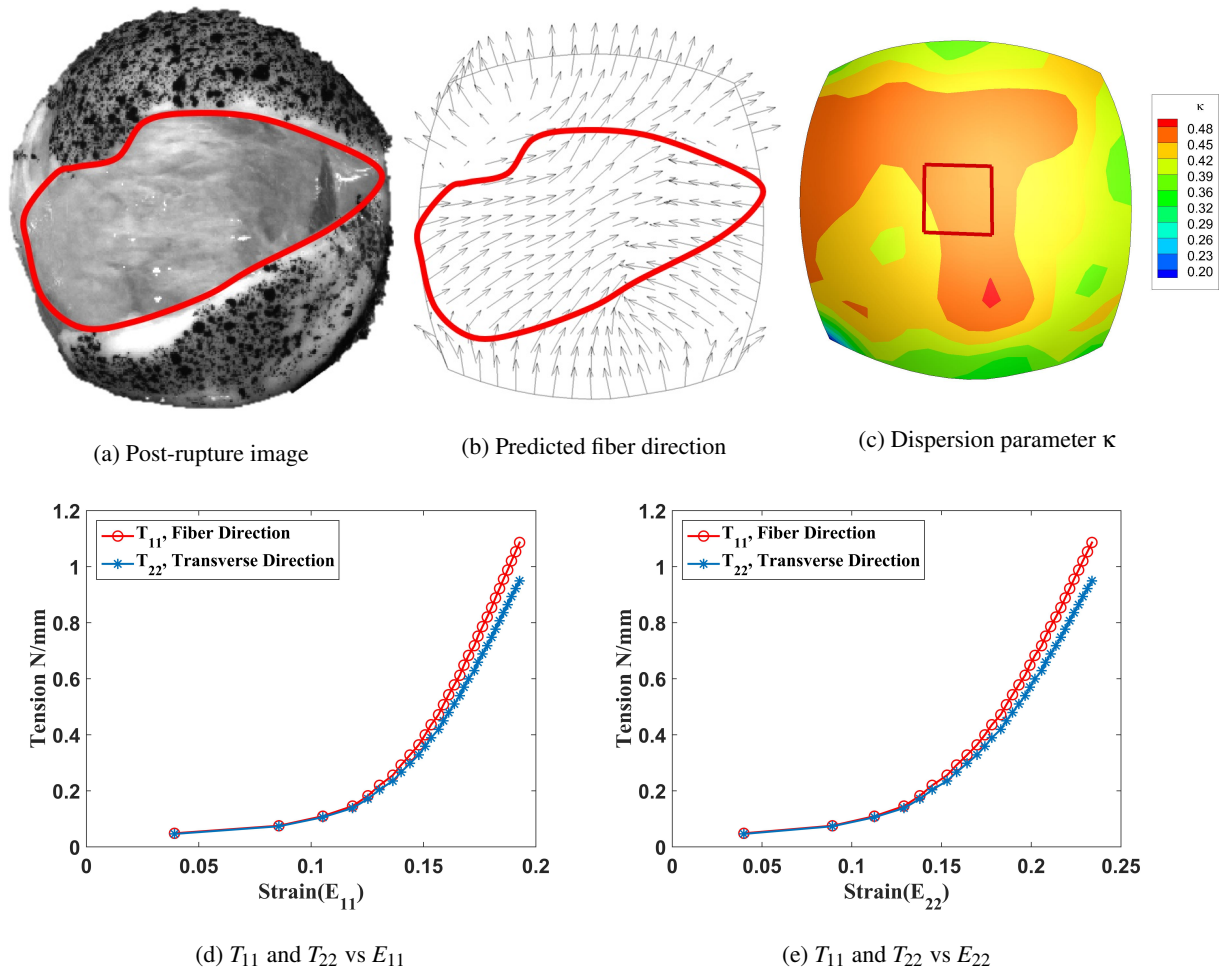 κ
0.48
0.45
0.42
0.39
0.36
0.32
0.29
0.26
0.23
0.20
(a) Post-rupture image
(b) Predicted fiber direction
(c) Dispersion parameter κ
1.2
1
0.8
0.6
0.4
0.2
0
Tension N/mm
T11, Fiber Direction
T22, Transverse Direction
0 0.05 0.1 0.15 0.2
Strain(E11)
(d) T11 and T22 vs E11
1.2
1
0.8
0.6
0.4
0.2
0
Tension N/mm
T11, Fiber Direction
T22, Transverse Direction
0 0.05 0.1 0.15 0.2 0.25
Strain(E22)
(e) T11 and T22 vs E22